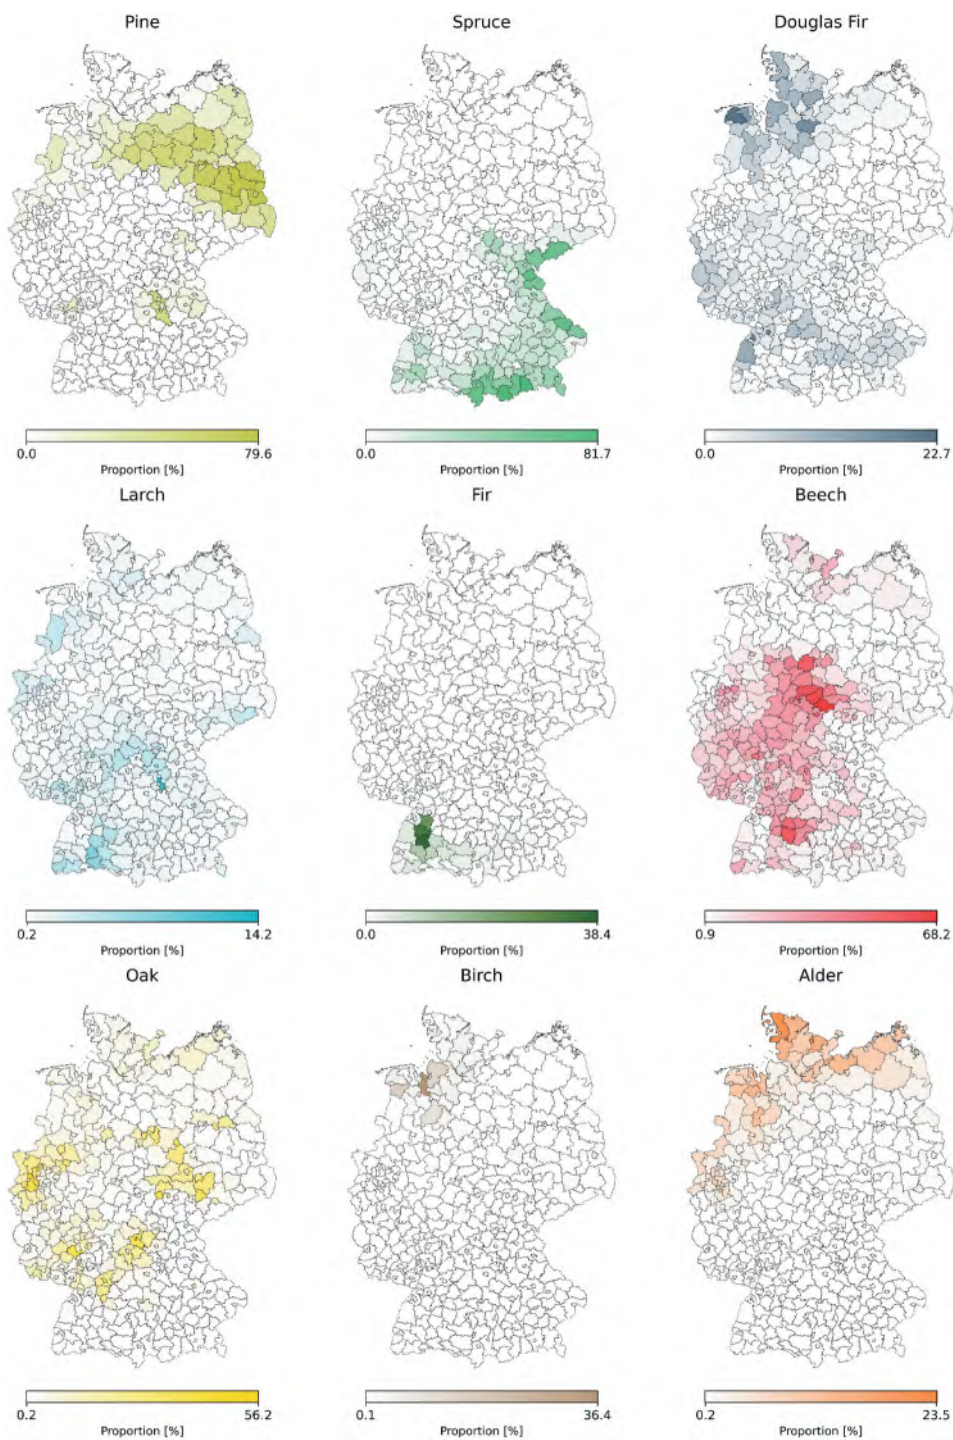 Pine Spruce Douglas Fir
0.0 79.6 0.0 81.7 0.0 22.7
Proportion [%] Proportion [%] Proportion [%]
Larch Fir Beech
0.2 14.2 0.0 38.4 0.9 68.2
Proportion [%] Proportion [%] Proportion [%]
Oak Birch Alder
0.2 56.2 0.1 36.4 0.2 23.5
Proportion [%] Proportion [%] Proportion [%]